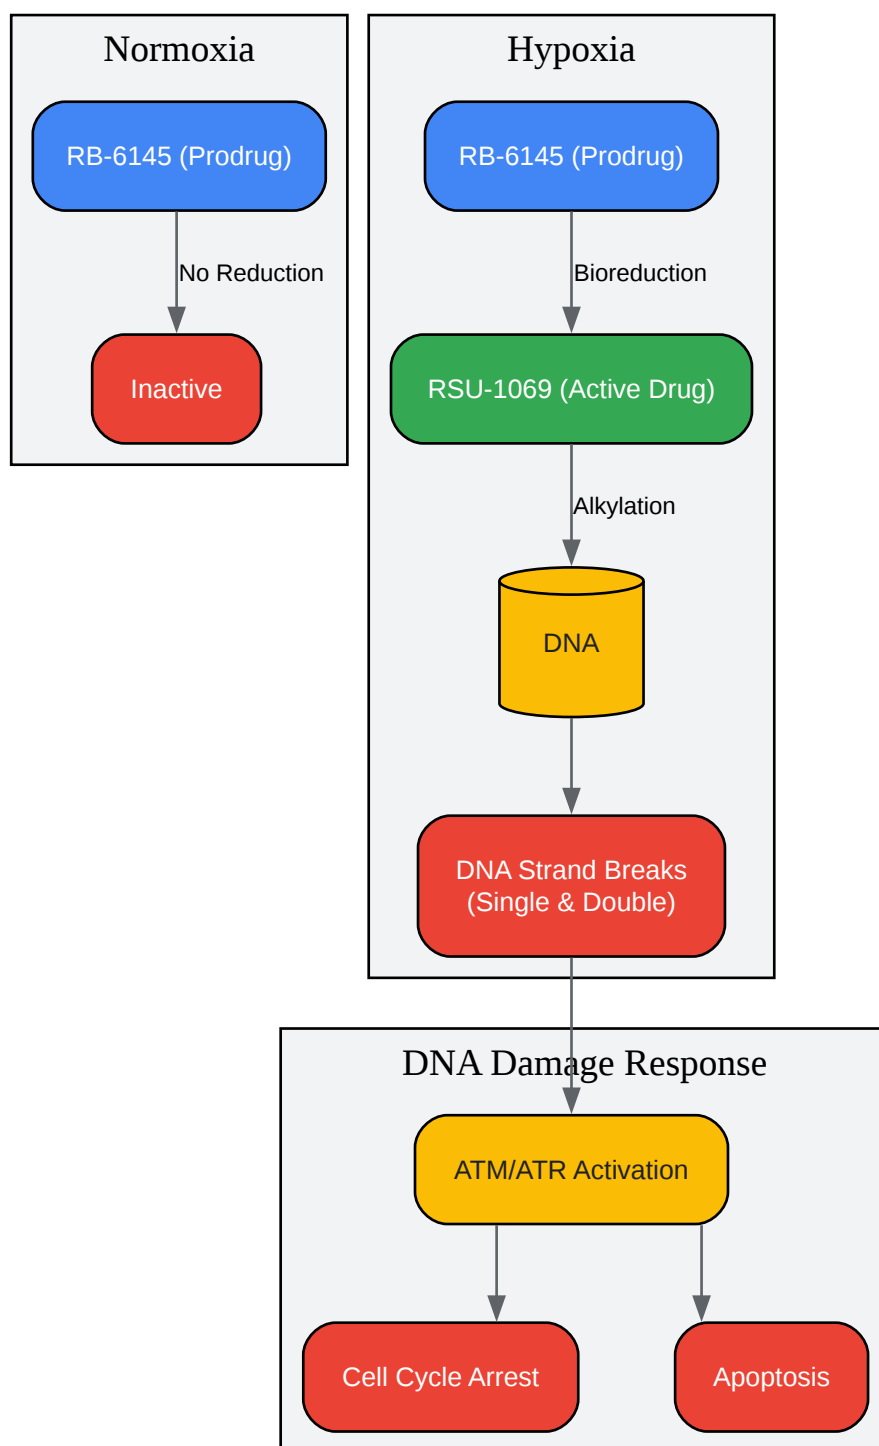 Normoxia
RB-6145 (Prodrug)
No Reduction
Inactive
Hypoxia
RB-6145 (Prodrug)
Bioreduction
RSU-1069 (Active Drug)
Alkylation
DNA
DNA Strand Breaks
(Single & Double)
DNA Damage Response
ATM/ATR Activation
Cell Cycle Arrest
Apoptosis